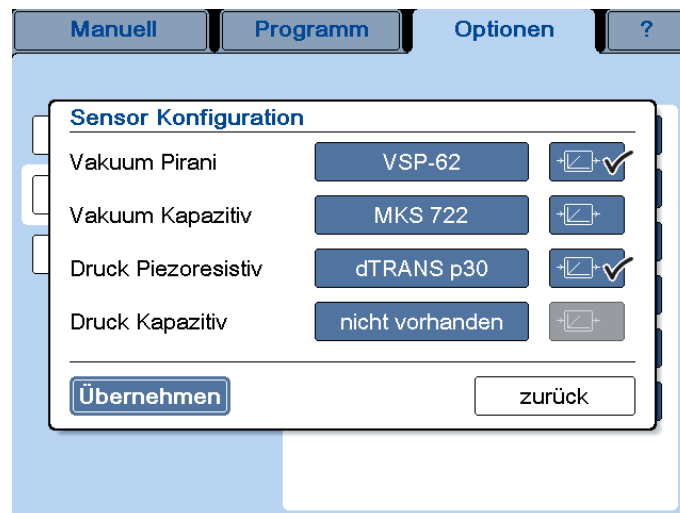 Manuell Programm Optionen ?
Sensor Konfiguration
Vakuum Pirani VSP-62
Vakuum Kapazitiv MKS 722
Druck Piezoresistiv dTRANS p30
Druck Kapazitiv nicht vorhanden
Übernehmen zurück